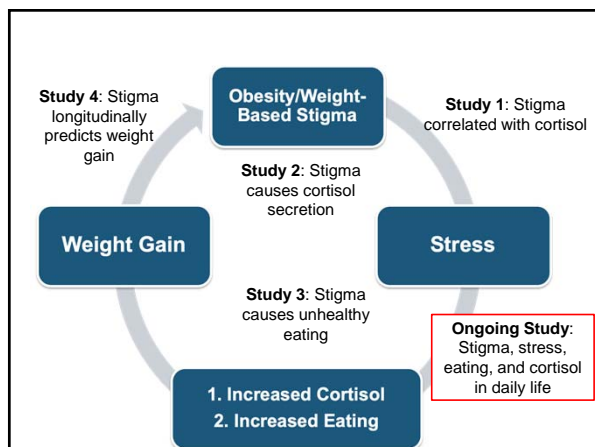 Obesity/Weight-
Based Stigma
Study 4: Stigma
longitudinally
predicts weight
gain
Study 1: Stigma
correlated with cortisol
Study 2: Stigma
causes cortisol
secretion
Weight Gain
Stress
Study 3: Stigma
causes unhealthy
eating
Ongoing Study:
Stigma, stress,
eating, and cortisol
in daily life
1. Increased Cortisol
2. Increased Eating